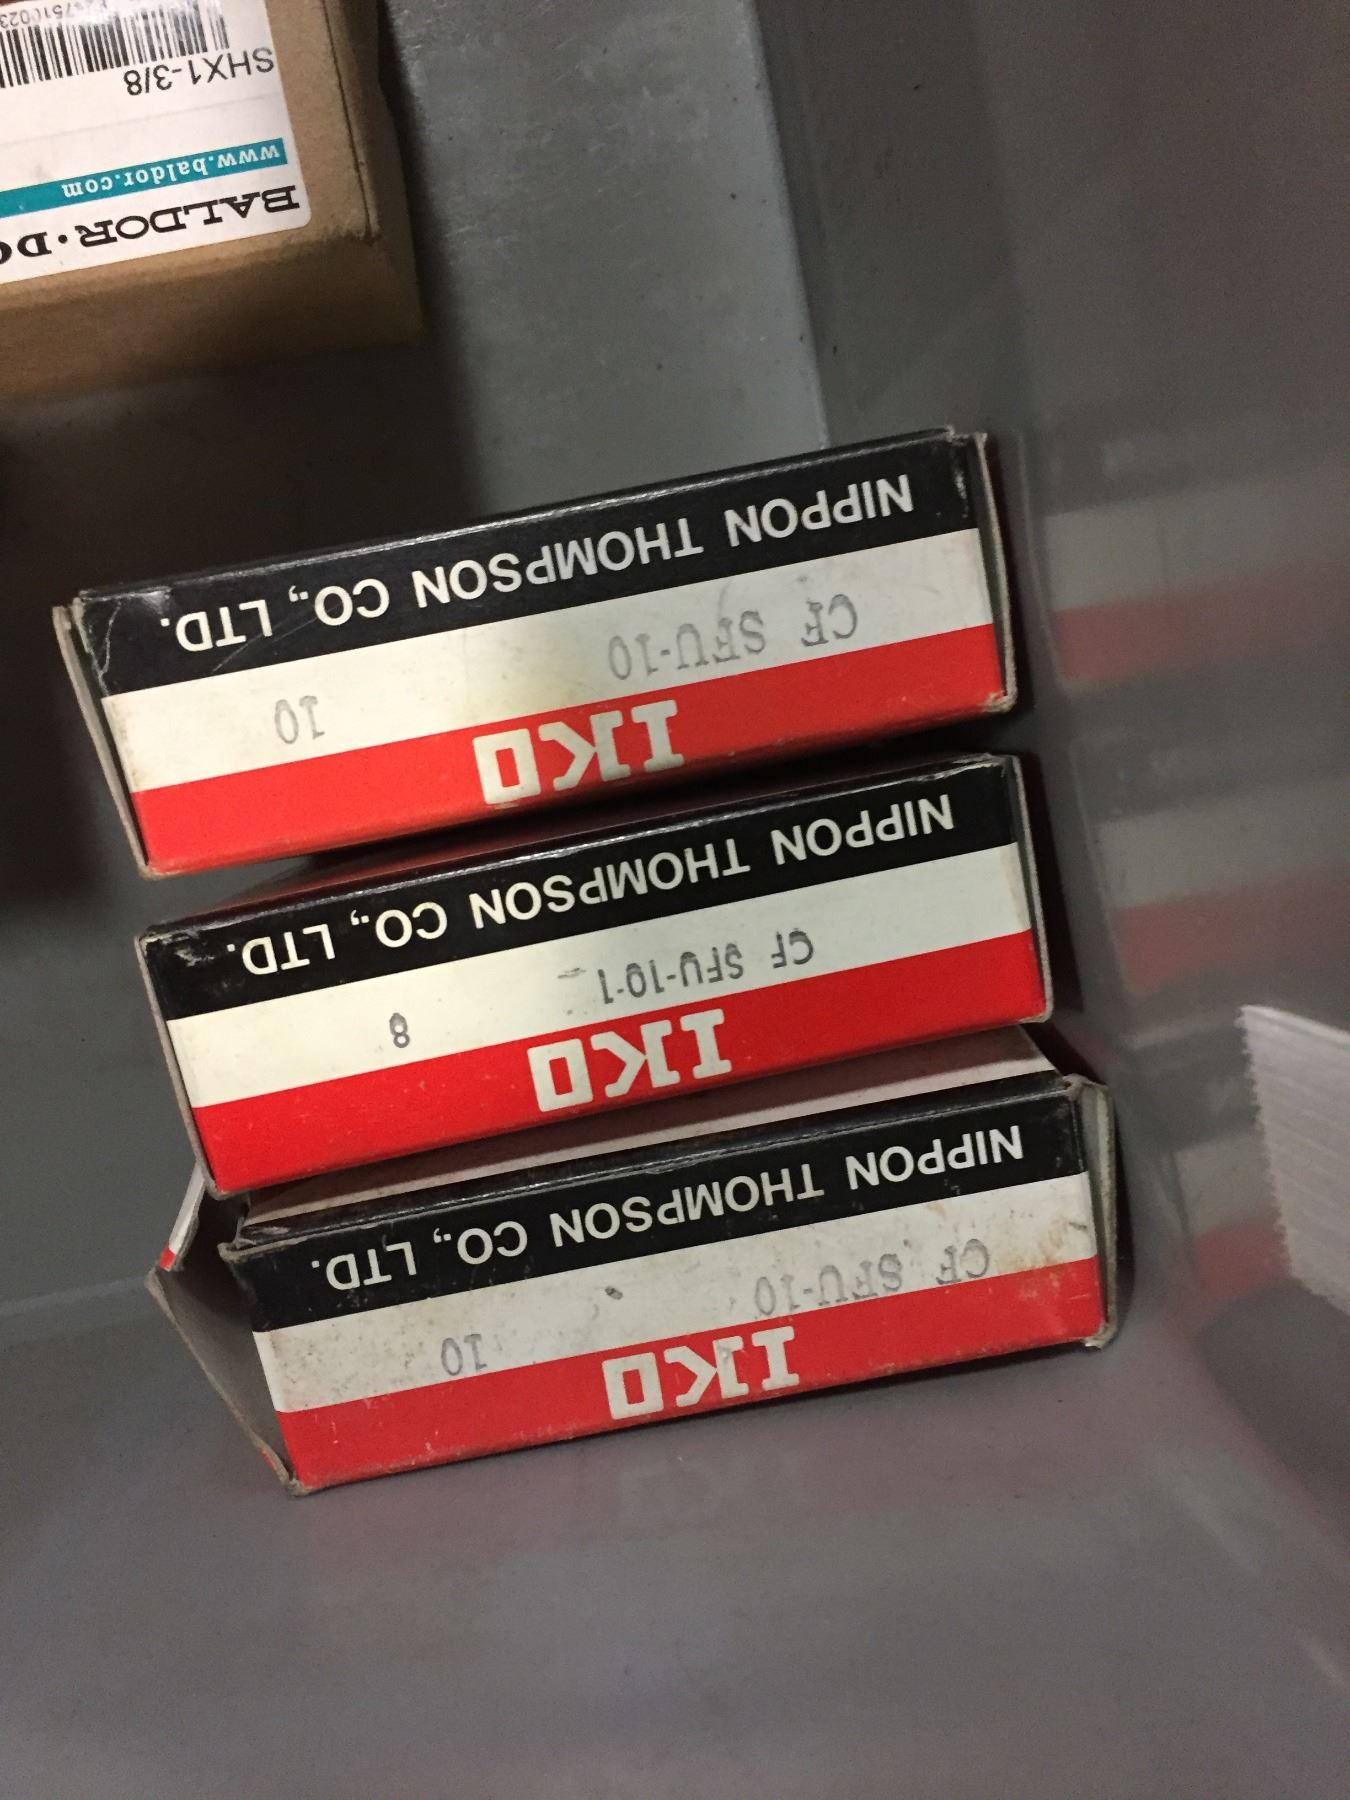 BALDOR·DO
www.baldor.com
SHX1-3/8
IKO
CF SFU-10 10
NIPPON THOMPSON CO., LTD.
IKO
CF SFU-10-1 8
NIPPON THOMPSON CO., LTD.
IKO
CF SFU-10 10
NIPPON THOMPSON CO., LTD.